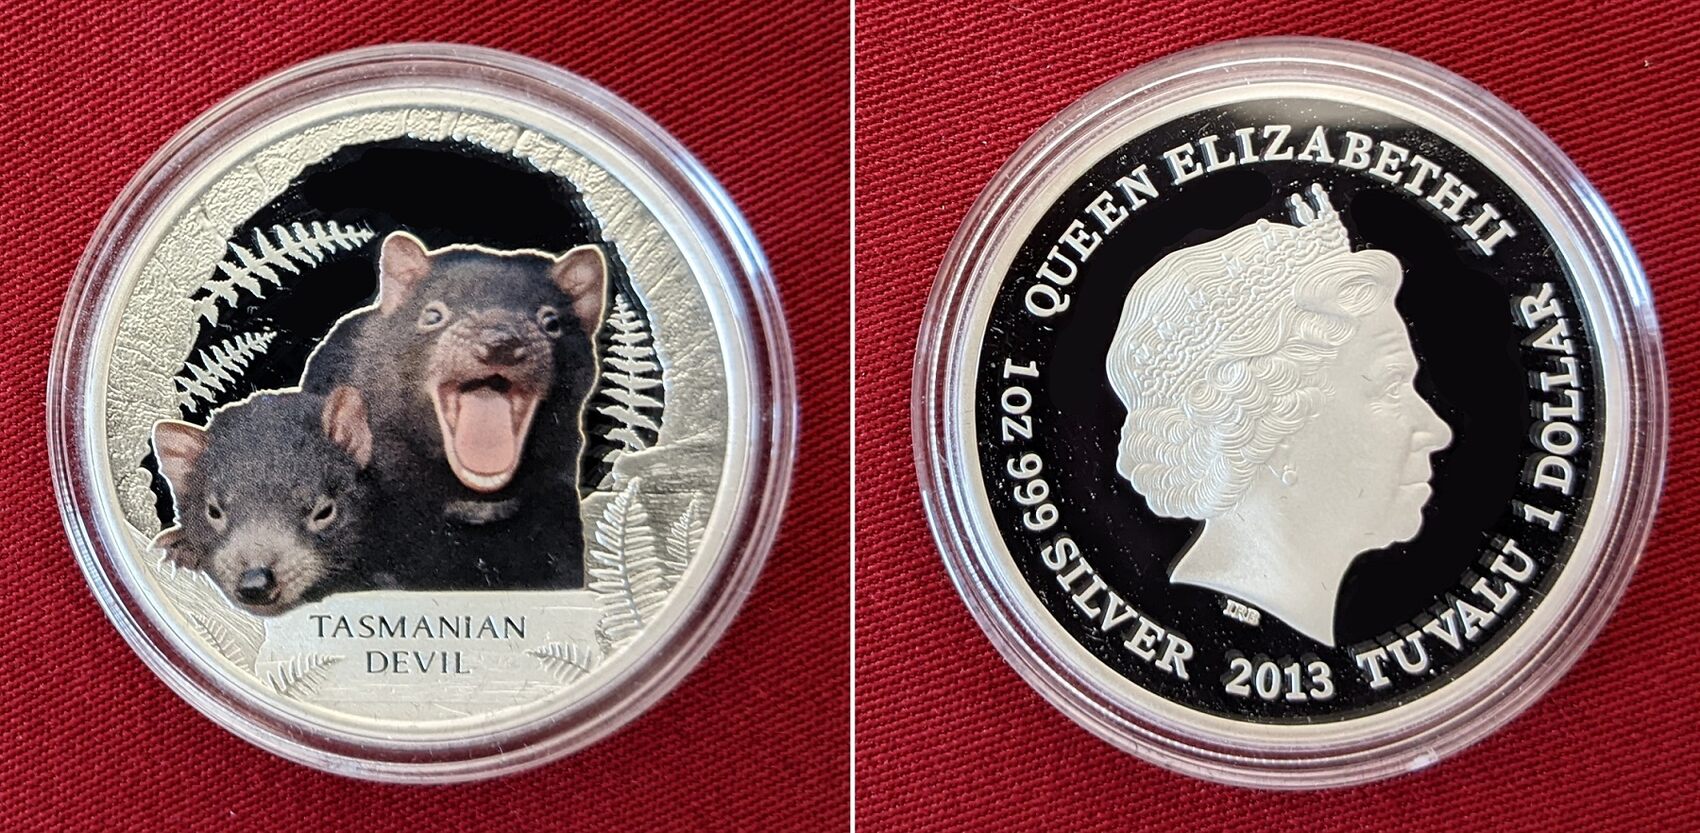 TASMANIAN
DEVIL
QUEEN ELIZABETH II
1 OZ 999 SILVER 2013 TUVALU 1 DOLLAR
IRB